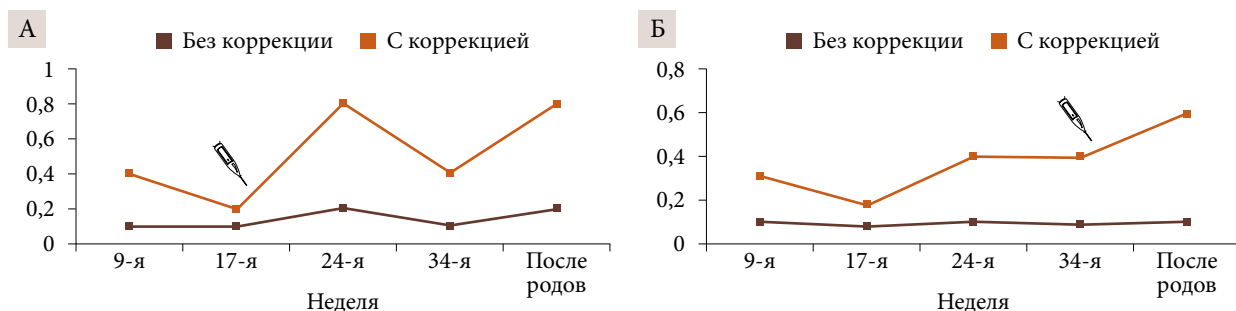 А
Без коррекции С коррекцией
1
0,8
0,6
0,4
0,2
0
9-я 17-я 24-я 34-я После родов
Неделя
Б
Без коррекции С коррекцией
0,8
0,6
0,4
0,2
0
9-я 17-я 24-я 34-я После родов
Неделя